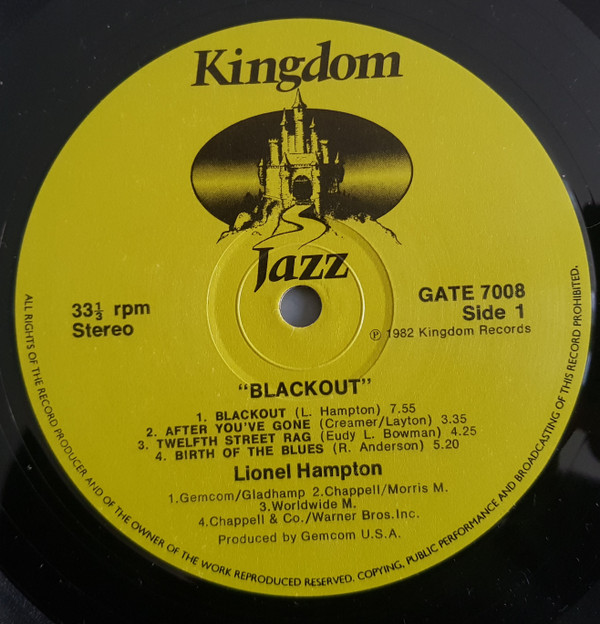 Kingdom
Jazz
33⅓ rpm
Stereo
GATE 7008
Side 1
℗ 1982 Kingdom Records
"BLACKOUT"
1. BLACKOUT (L. Hampton) 7.55
2. AFTER YOU'VE GONE (Creamer/Layton) 3.35
3. TWELFTH STREET RAG (Eudy L. Bowman) 4.25
4. BIRTH OF THE BLUES (R. Anderson) 5.20
Lionel Hampton
1.Gemcom/Gladhamp 2.Chappell/Morris M.
3.Worldwide M.
4.Chappell & Co./Warner Bros.Inc.
Produced by Gemcom U.S.A.
ALL RIGHTS OF THE RECORD PRODUCER AND OF THE OWNER OF THE WORK REPRODUCED RESERVED. COPYING, PUBLIC PERFORMANCE AND BROADCASTING OF THIS RECORD PROHIBITED.